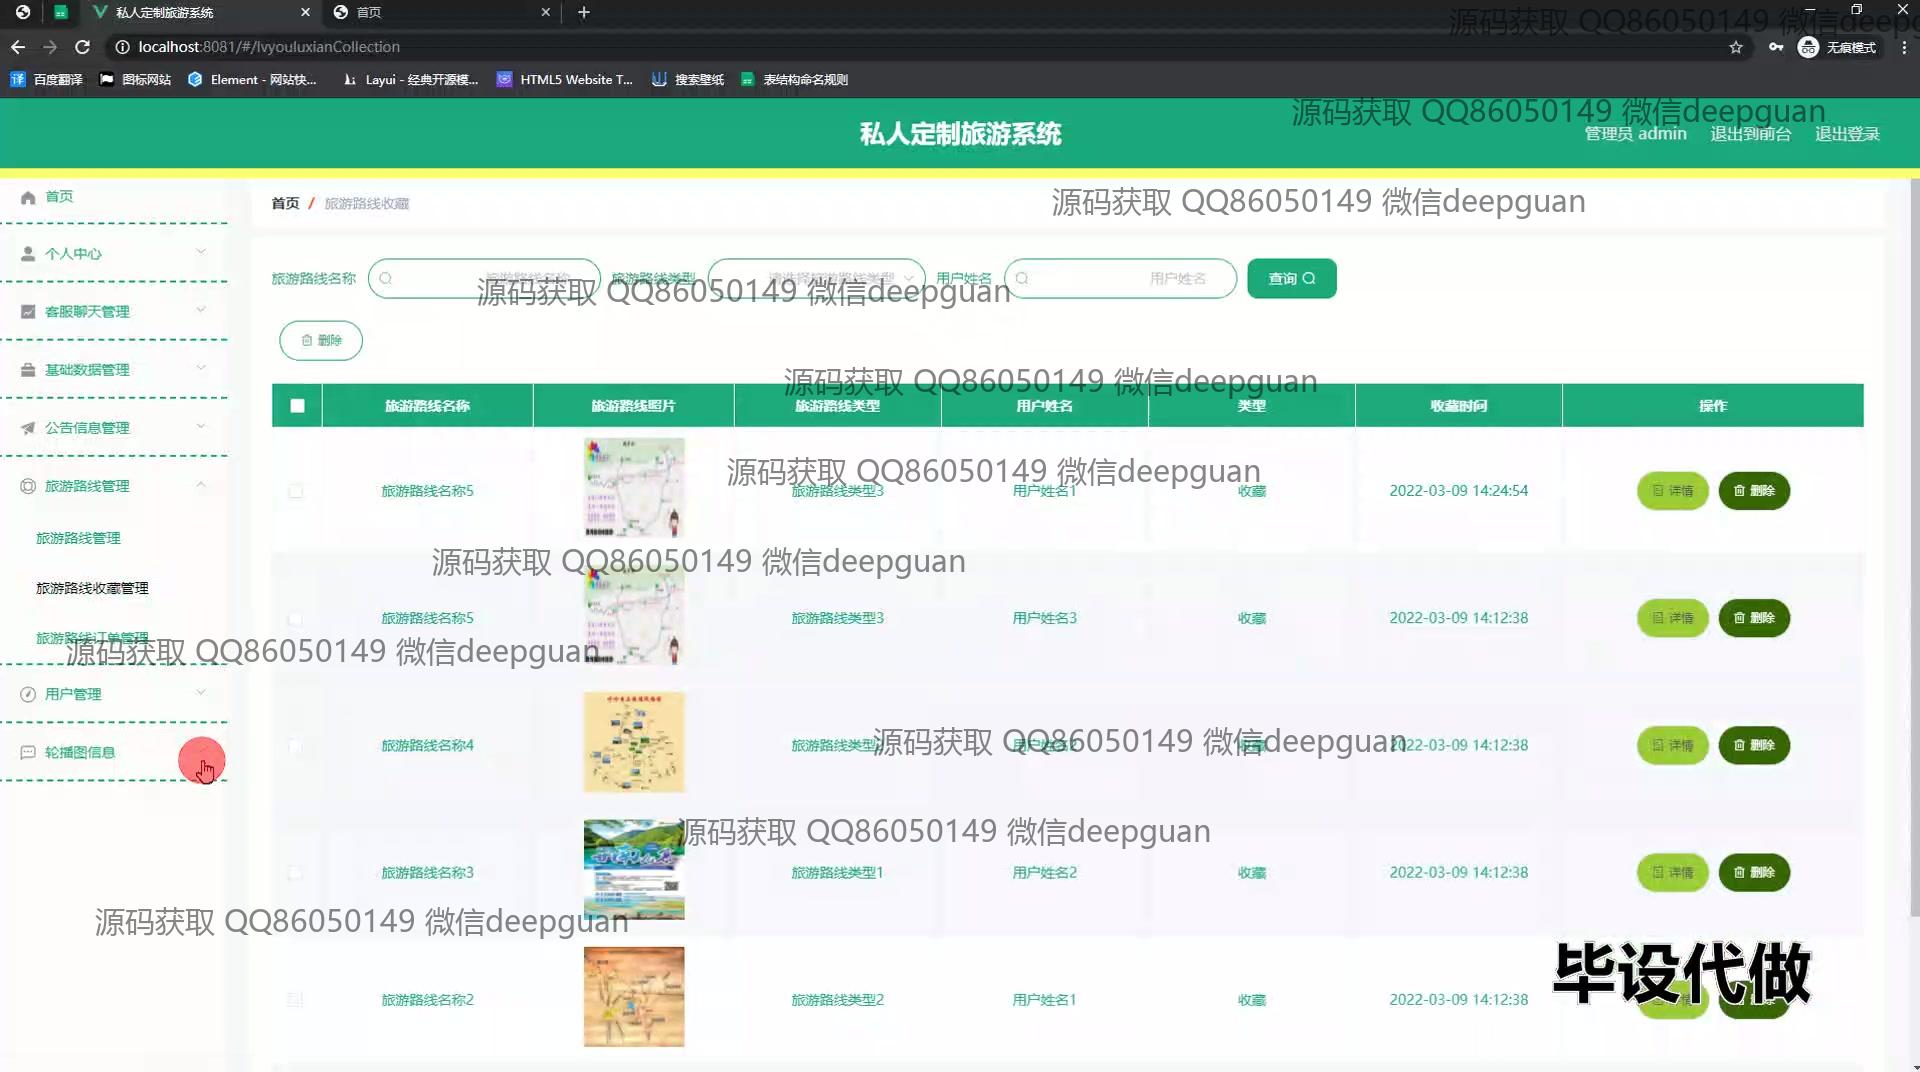 私人定制旅游系统
首页
localhost:8081/#/lvyouluxianCollection
无痕模式
百度翻译
图标网站
Element - 网站快...
Layui - 经典开源模...
HTML5 Website T...
搜索壁纸
表结构命名规则
源码获取 QQ86050149 微信deepg
源码获取 QQ86050149 微信deepguan
私人定制旅游系统
管理员 admin
退出到前台
退出登录
首页
个人中心
客服聊天管理
基础数据管理
公告信息管理
旅游路线管理
旅游路线管理
旅游路线收藏管理
旅游路线订单管理
用户管理
轮播图信息
首页 / 旅游路线收藏
源码获取 QQ86050149 微信deepguan
旅游路线名称 旅游路线名称 旅游路线类型 请选择旅游路线类型 用户姓名 用户姓名 查询
源码获取 QQ86050149 微信deepguan
删除
源码获取 QQ86050149 微信deepguan
旅游路线名称 旅游路线照片 旅游路线类型 用户姓名 类型 收藏时间 操作
源码获取 QQ86050149 微信deepguan
旅游路线名称5 旅游路线类型3 用户姓名1 收藏 2022-03-09 14:24:54 详情 删除
源码获取 QQ86050149 微信deepguan
旅游路线名称5 旅游路线类型3 用户姓名3 收藏 2022-03-09 14:12:38 详情 删除
源码获取 QQ86050149 微信deepguan
旅游路线名称4 旅游路线类型 收藏 2022-03-09 14:12:38 详情 删除
源码获取 QQ86050149 微信deepguan
源码获取 QQ86050149 微信deepguan
旅游路线名称3 旅游路线类型1 用户姓名2 收藏 2022-03-09 14:12:38 详情 删除
源码获取 QQ86050149 微信deepguan
旅游路线名称2 旅游路线类型2 用户姓名1 收藏 2022-03-09 14:12:38
毕设代做